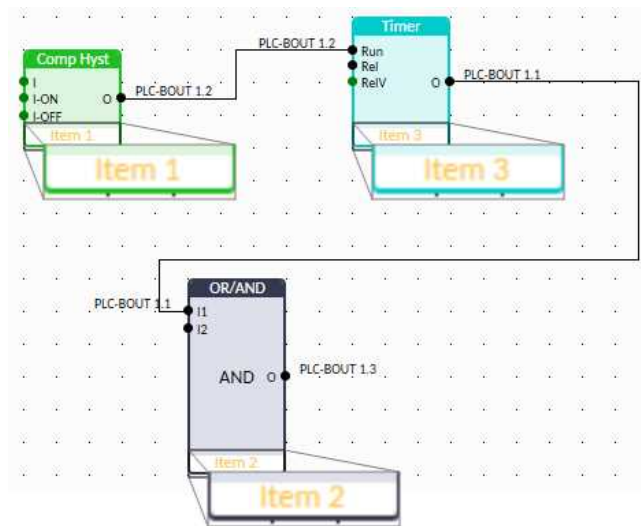 Timer
PLC-BOUT 1.2
Run
Comp Hyst
Rel
PLC-BOUT 1.1
I
RelV
O
I-ON
O
PLC-BOUT 1.2
I-OFF
Item 1
Item 3
Item 1
Item 3
OR/AND
PLC-BOUT 1.1
I1
I2
AND
O
PLC-BOUT 1.3
Item 2
Item 2